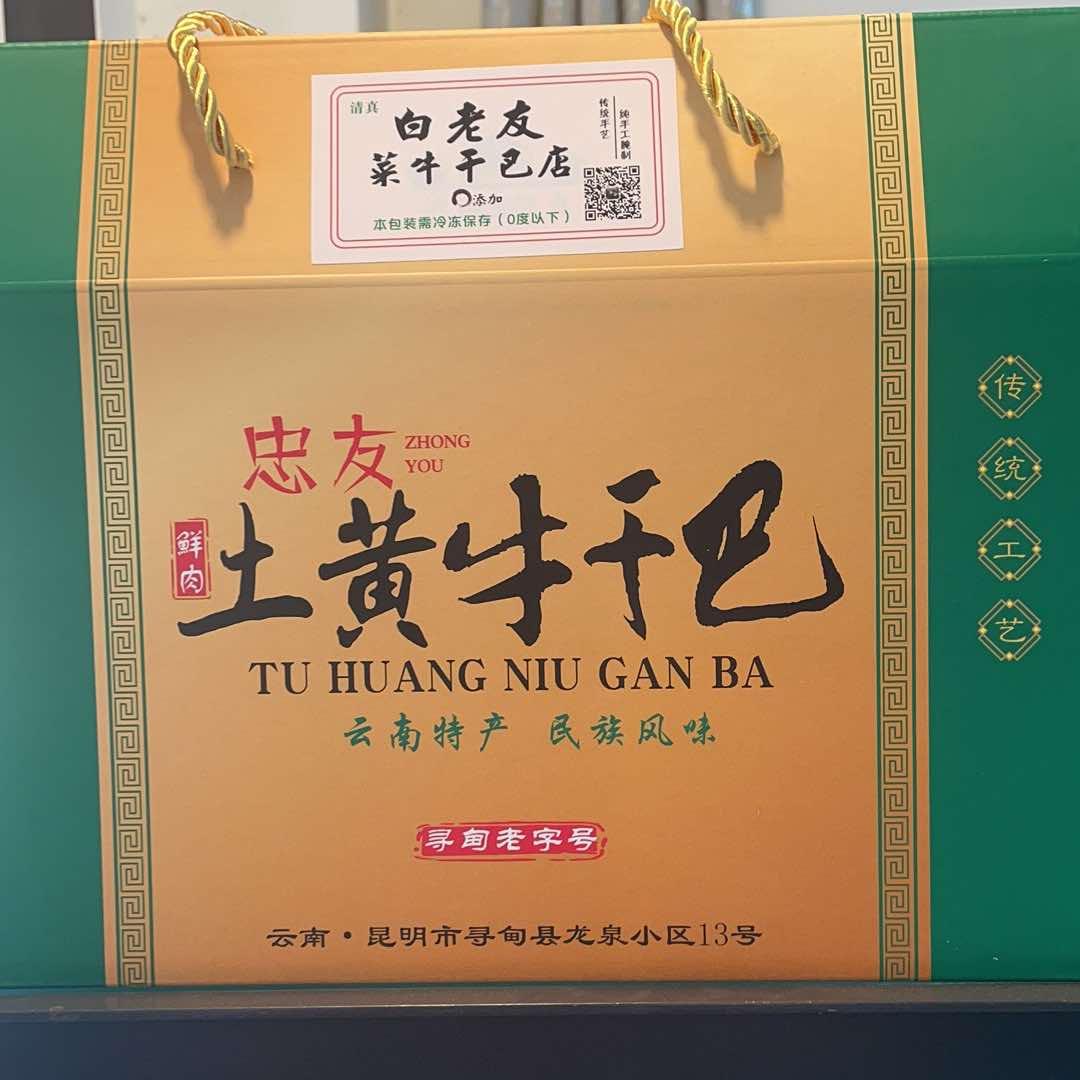 清真
白老友
菜牛干巴店
传统手艺
纯手工腌制
0添加
本包装需冷冻保存（0度以下）
忠友
ZHONG
YOU
鲜肉
土黄牛干巴
TU HUANG NIU GAN BA
云南特产 民族风味
寻甸老字号
云南·昆明市寻甸县龙泉小区13号
传统工艺